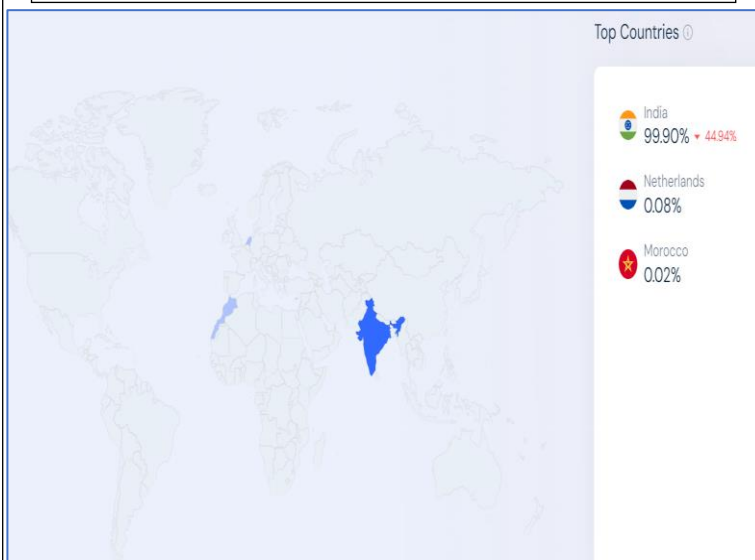 Top Countries
India
99.90% ▼ 44.94%
Netherlands
0.08%
Morocco
0.02%